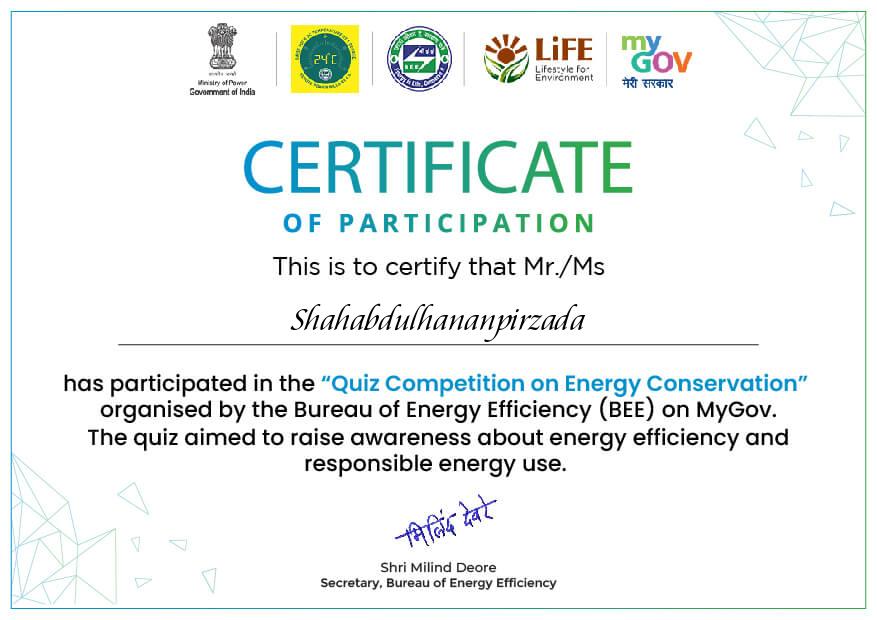 Ministry of Power
Government of India
24°C
BEE
LiFE
Lifestyle for
Environment
my
GOV
मेरी सरकार
CERTIFICATE
OF PARTICIPATION
This is to certify that Mr./Ms
Shahabdulhananpirzada
has participated in the “Quiz Competition on Energy Conservation”
organised by the Bureau of Energy Efficiency (BEE) on MyGov.
The quiz aimed to raise awareness about energy efficiency and
responsible energy use.
मिलिंद देवरे
Shri Milind Deore
Secretary, Bureau of Energy Efficiency